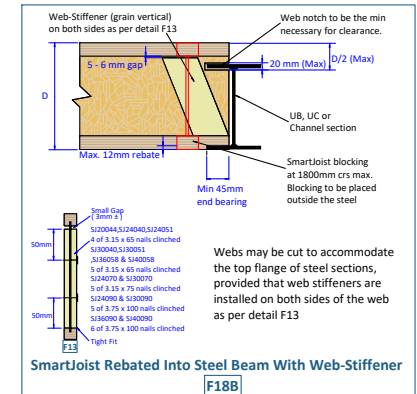 Web-Stiffener (grain vertical)
on both sides as per detail F13
Web notch to be the min
necessary for clearance.
5 - 6 mm gap
20 mm (Max)
D/2 (Max)
D
UB, UC or
Channel section
Max. 12mm rebate
SmartJoist blocking
at 1800mm crs max.
Blocking to be placed
outside the steel
Min 45mm
end bearing
Small Gap
( 3mm ± )
SJ20044,SJ24040,SJ24051
4 of 3.15 x 65 nails clinched
SJ30040,SJ30051
,SJ36058 & SJ40058
5 of 3.15 x 65 nails clinched
SJ24070 & SJ30070
5 of 3.15 x 75 nails clinched
SJ24090 & SJ30090
5 of 3.75 x 100 nails clinched
SJ36090 & SJ40090
6 of 3.75 x 100 nails clinched
50mm
50mm
Tight Fit
F13
Webs may be cut to accommodate
the top flange of steel sections,
provided that web stiffeners are
installed on both sides of the web
as per detail F13
SmartJoist Rebated Into Steel Beam With Web-Stiffener
F18B